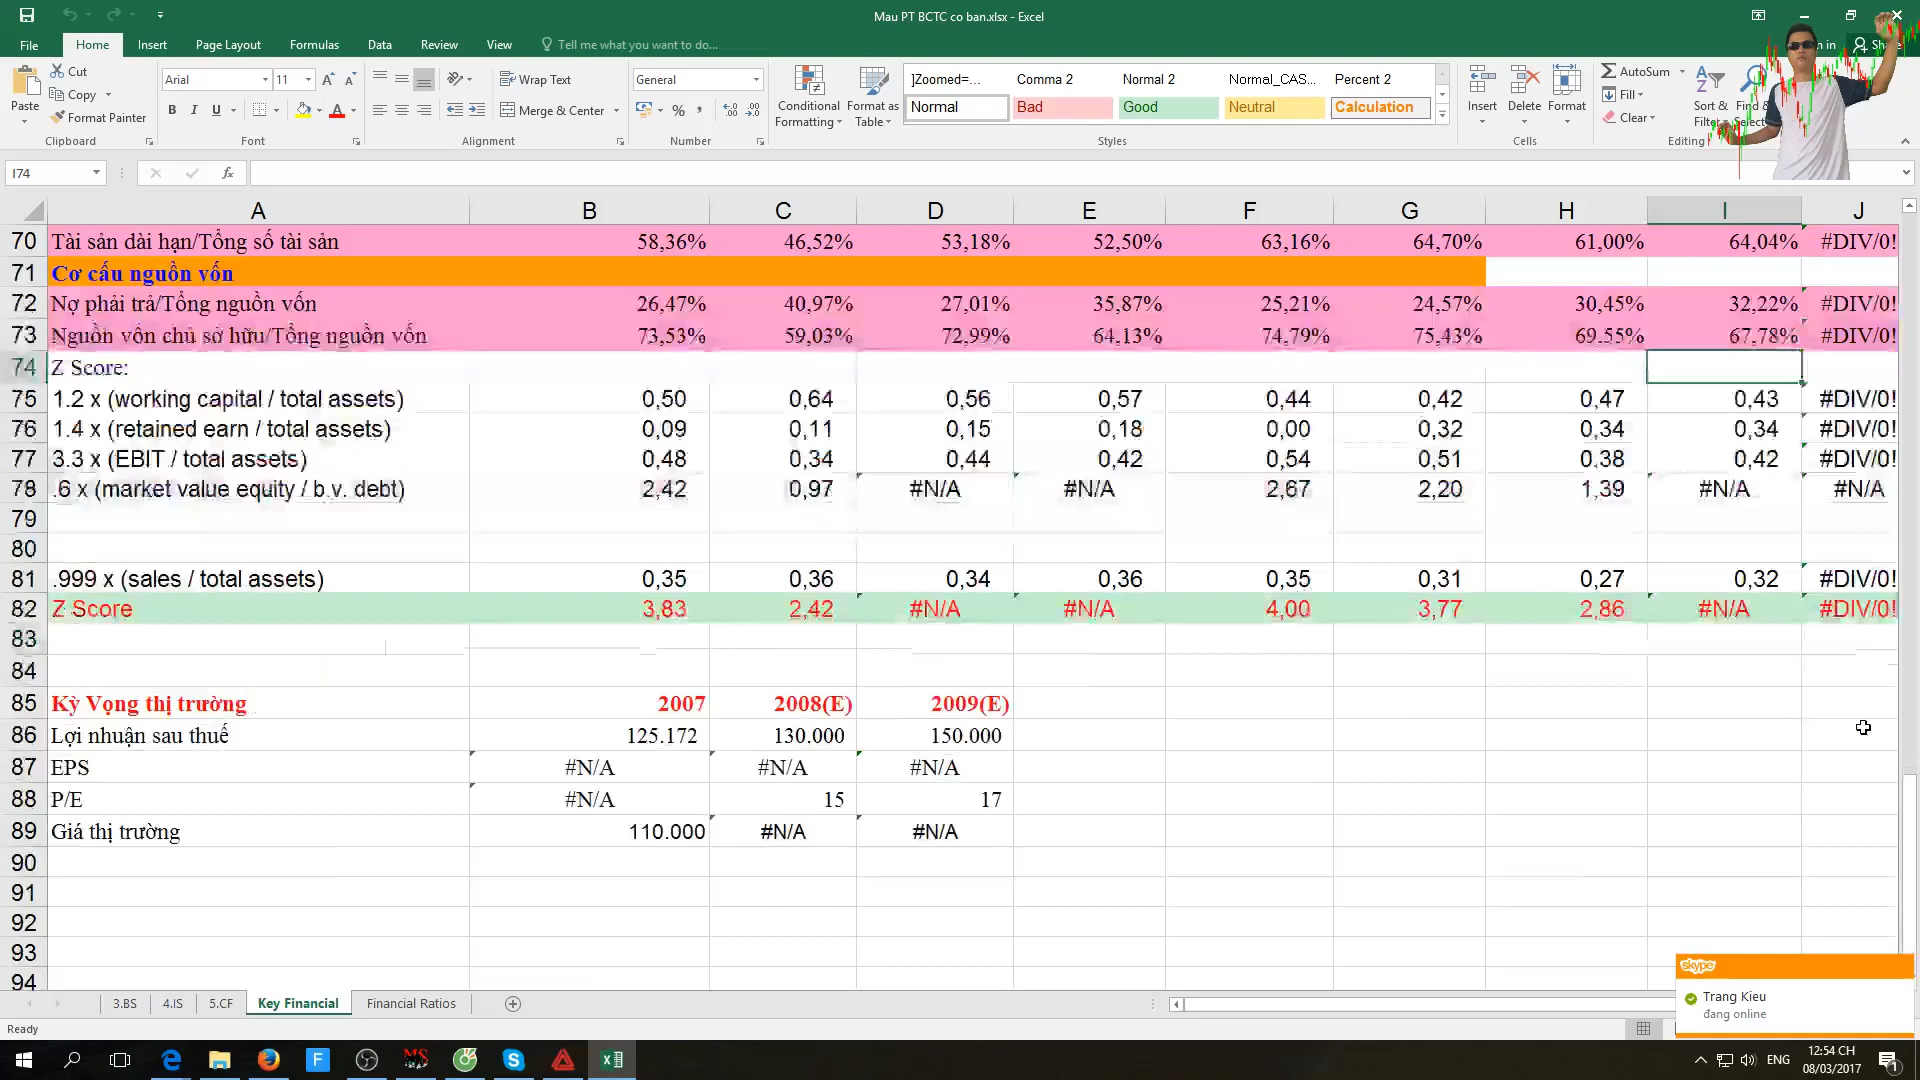 Mau PT BCTC co ban.xlsx - Excel
File Home Insert Page Layout Formulas Data Review View Tell me what you want to do... in Share
Paste Cut Copy Format Painter
Arial 11
B I U
Wrap Text
Merge & Center
General
%
Conditional Formatting
Format as Table
]Zoomed=... Comma 2 Normal 2 Normal_CAS... Percent 2
Normal Bad Good Neutral Calculation
Insert Delete Format
AutoSum Fill Clear
Sort & Filter Find & Select
Clipboard Font Alignment Number Styles Cells Editing
I74 fx
A B C D E F G H I J
70 Tài sản dài hạn/Tổng số tài sản 58,36% 46,52% 53,18% 52,50% 63,16% 64,70% 61,00% 64,04% #DIV/0!
71 Cơ cấu nguồn vốn
72 Nợ phải trả/Tổng nguồn vốn 26,47% 40,97% 27,01% 35,87% 25,21% 24,57% 30,45% 32,22% #DIV/0!
73 Nguồn vốn chủ sở hữu/Tổng nguồn vốn 73,53% 59,03% 72,99% 64,13% 74,79% 75,43% 69,55% 67,78% #DIV/0!
74 Z Score:
75 1.2 x (working capital / total assets) 0,50 0,64 0,56 0,57 0,44 0,42 0,47 0,43 #DIV/0!
76 1.4 x (retained earn / total assets) 0,09 0,11 0,15 0,18 0,00 0,32 0,34 0,34 #DIV/0!
77 3.3 x (EBIT / total assets) 0,48 0,34 0,44 0,42 0,54 0,51 0,38 0,42 #DIV/0!
78 .6 x (market value equity / b.v. debt) 2,42 0,97 #N/A #N/A 2,67 2,20 1,39 #N/A #N/A
79
80
81 .999 x (sales / total assets) 0,35 0,36 0,34 0,36 0,35 0,31 0,27 0,32 #DIV/0!
82 Z Score 3,83 2,42 #N/A #N/A 4,00 3,77 2,86 #N/A #DIV/0!
83
84
85 Kỳ Vọng thị trường 2007 2008(E) 2009(E)
86 Lợi nhuận sau thuế 125.172 130.000 150.000
87 EPS #N/A #N/A #N/A
88 P/E #N/A 15 17
89 Giá thị trường 110.000 #N/A #N/A
90
91
92
93
94
skype
Trang Kieu
đang online
3.BS 4.IS 5.CF Key Financial Financial Ratios
Ready
ENG 12:54 CH
08/03/2017